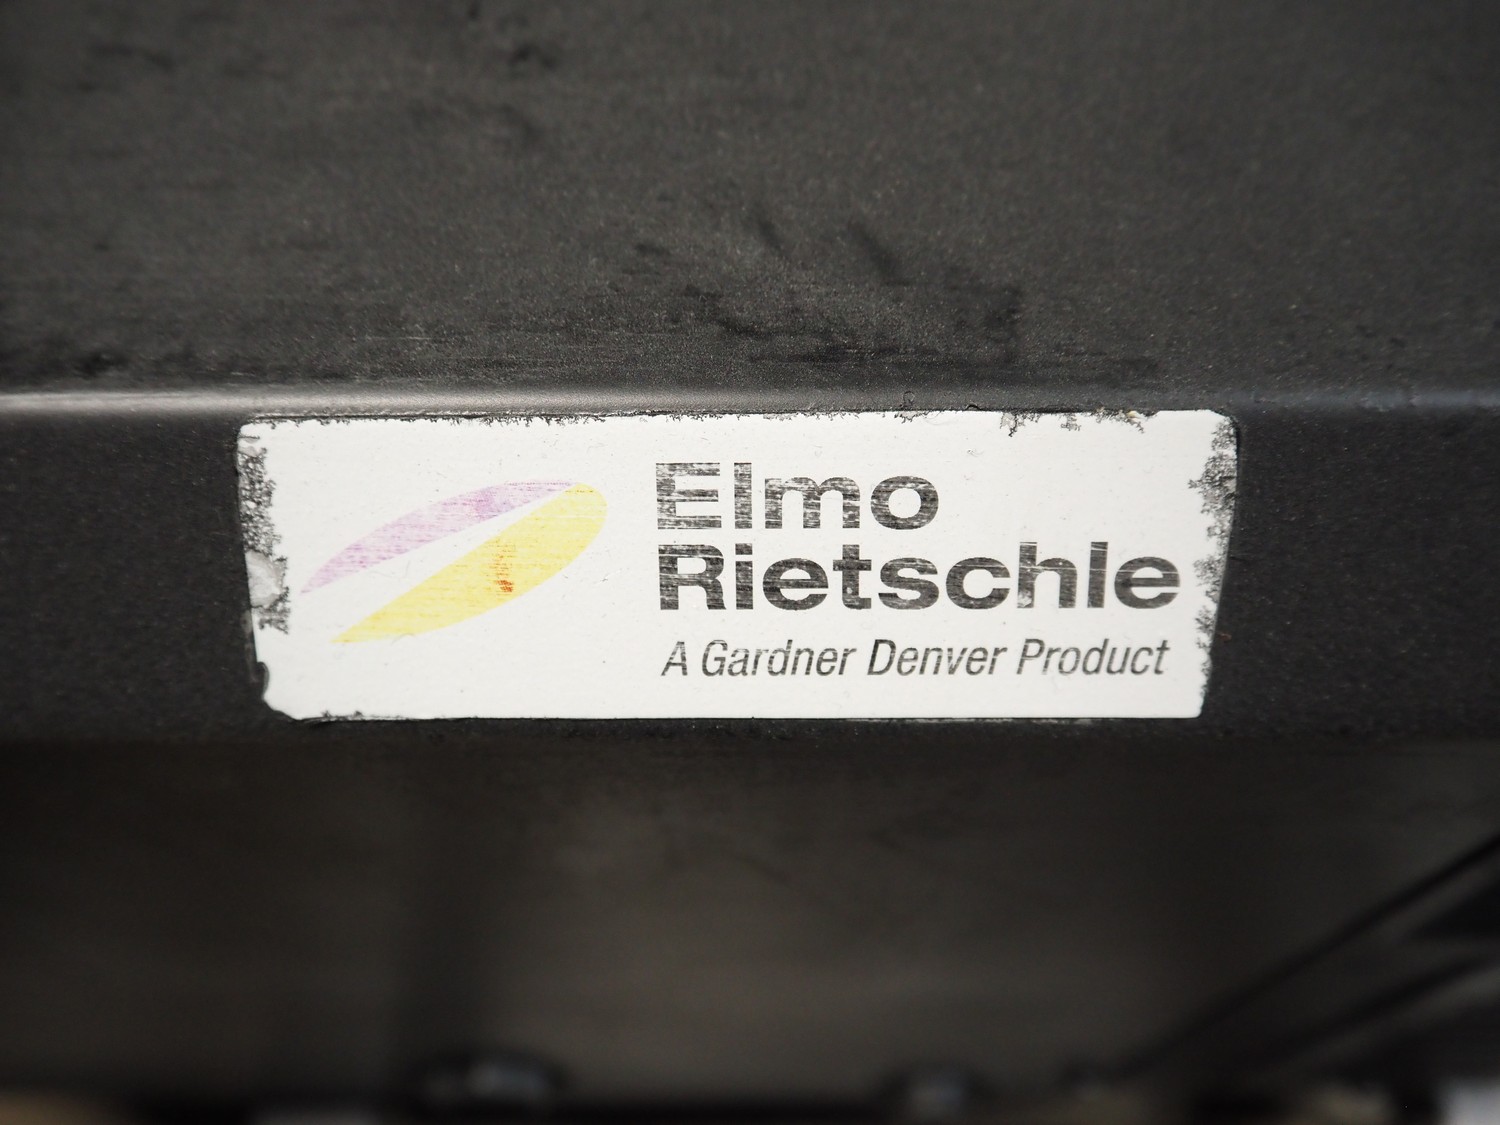 Elmo
Rietschle
A Gardner Denver Product